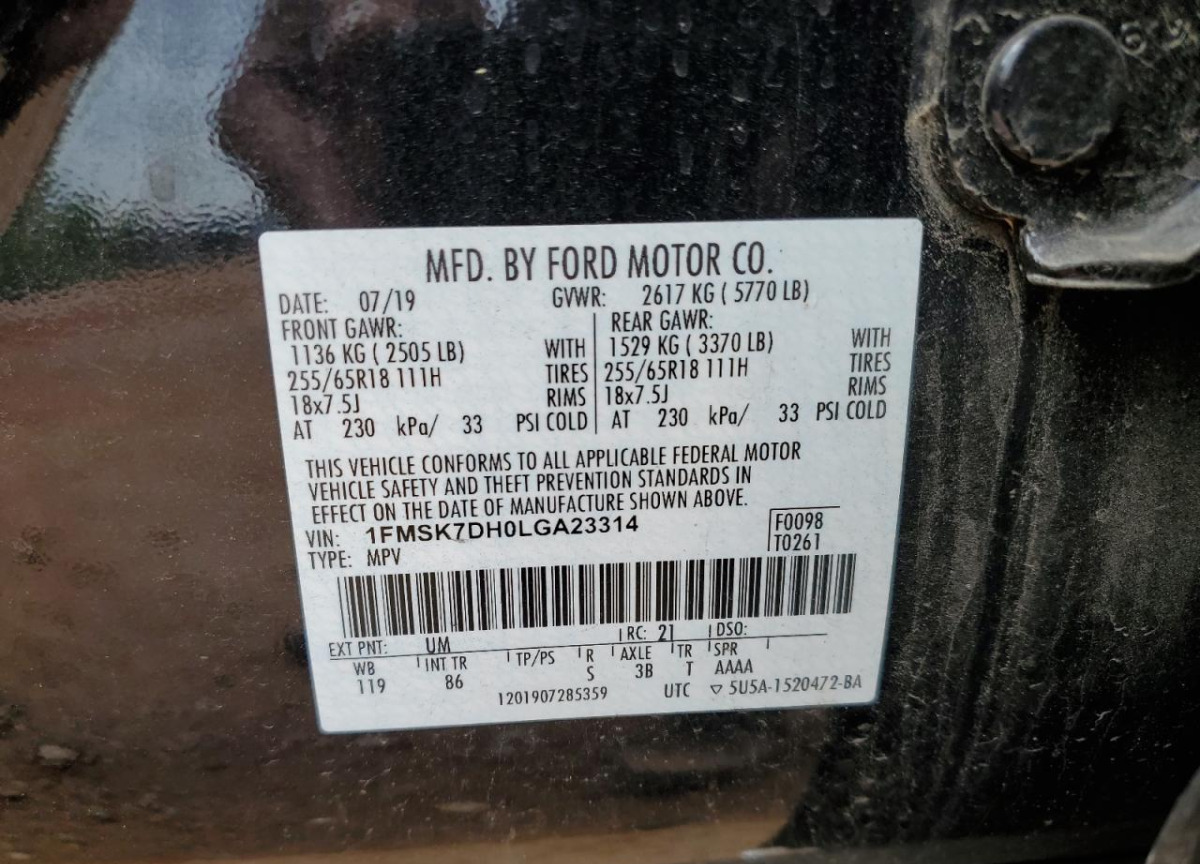 MFD. BY FORD MOTOR CO.
DATE: 07/19 GVWR: 2617 KG ( 5770 LB)
FRONT GAWR: REAR GAWR:
1136 KG ( 2505 LB) WITH 1529 KG ( 3370 LB) WITH
255/65R18 111H TIRES 255/65R18 111H TIRES
18x7.5J RIMS 18x7.5J RIMS
AT 230 kPa/ 33 PSI COLD AT 230 kPa/ 33 PSI COLD
THIS VEHICLE CONFORMS TO ALL APPLICABLE FEDERAL MOTOR
VEHICLE SAFETY AND THEFT PREVENTION STANDARDS IN
EFFECT ON THE DATE OF MANUFACTURE SHOWN ABOVE.
VIN: 1FMSK7DH0LGA23314 F0098
TYPE: MPV T0261
EXT PNT: UM RC: 21 DSO:
WB INT TR TP/PS R AXLE TR SPR
119 86 S 3B T AAAA
1201907285359 UTC ▽ 5U5A-1520472-BA